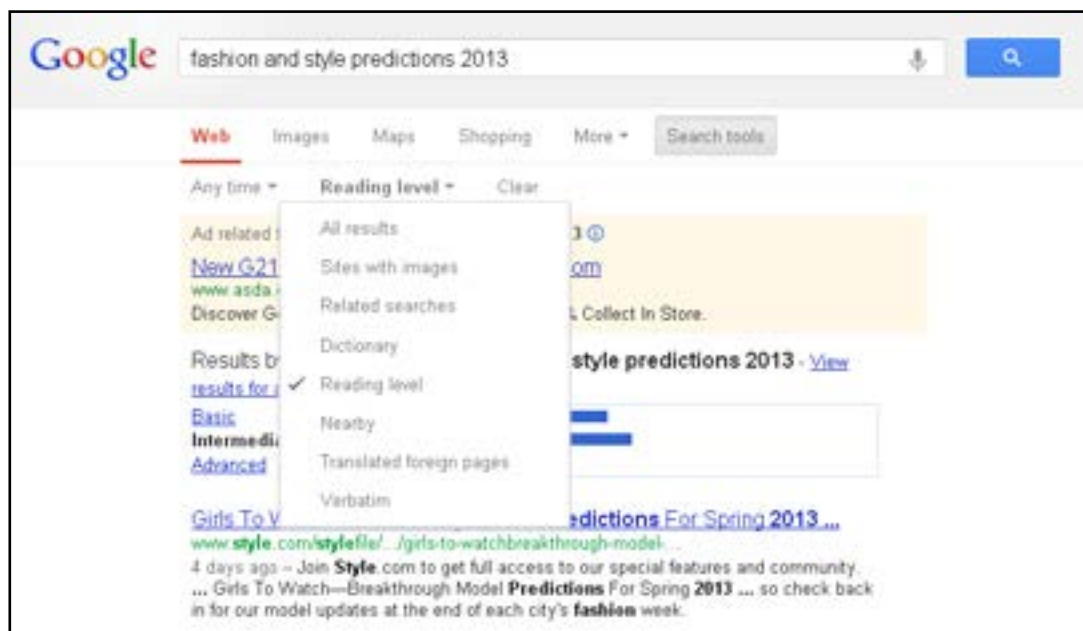 Google fashion and style predictions 2013
Web Images Maps Shopping More Search tools
Any time Reading level Clear
All results
Sites with images
Related searches
Dictionary
Reading level
Nearby
Translated foreign pages
Verbatim
Ad related 3
New G21 om
www.asda.
Discover G & Collect In Store.
Results b style predictions 2013 - View
results for
Basic
Intermedi
Advanced
Girls To W edictions For Spring 2013 ...
www.style.com/stylefile/.../girls-to-watchbreakthrough-model-...
4 days ago – Join Style.com to get full access to our special features and community.
... Girls To Watch—Breakthrough Model Predictions For Spring 2013 ... so check back
in for our model updates at the end of each city's fashion week.